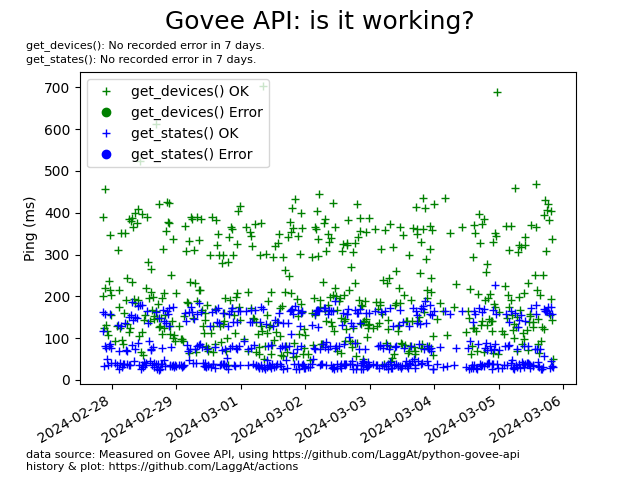 Govee API: is it working?
get_devices(): No recorded error in 7 days.
get_states(): No recorded error in 7 days.
get_devices() OK
get_devices() Error
get_states() OK
get_states() Error
Ping (ms)
700
600
500
400
300
200
100
0
2024-02-28
2024-02-29
2024-03-01
2024-03-02
2024-03-03
2024-03-04
2024-03-05
2024-03-06
data source: Measured on Govee API, using https://github.com/LaggAt/python-govee-api
history & plot: https://github.com/LaggAt/actions